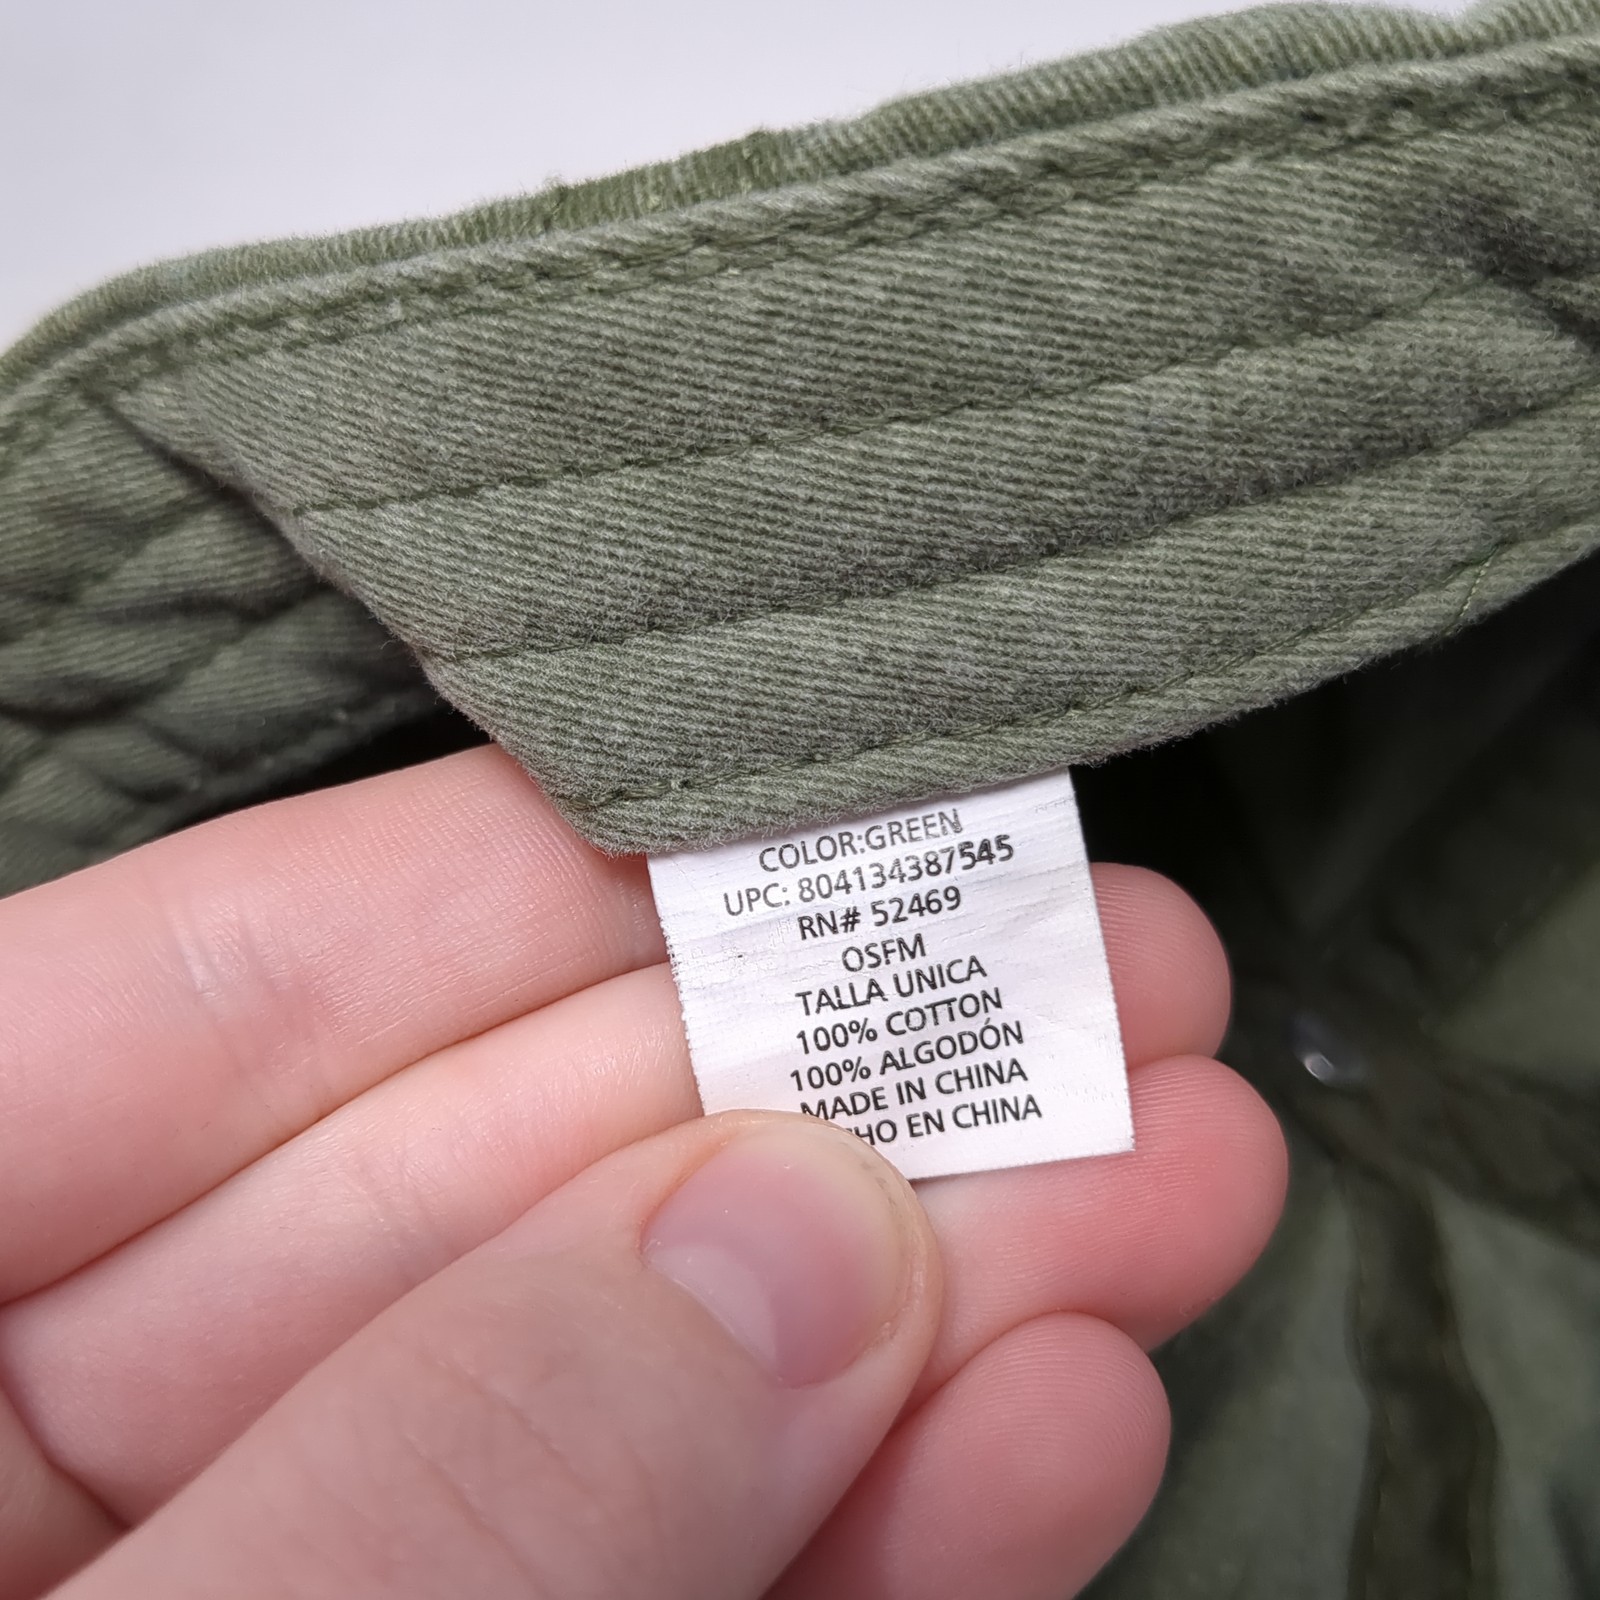 COLOR:GREEN
UPC: 804134387545
RN# 52469
OSFM
TALLA UNICA
100% COTTON
100% ALGODÓN
MADE IN CHINA
EN CHINA